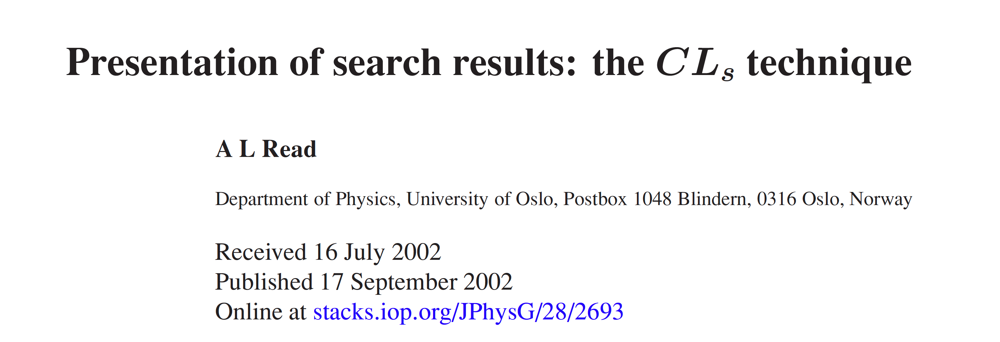 Presentation of search results: the CLs technique
A L Read
Department of Physics, University of Oslo, Postbox 1048 Blindern, 0316 Oslo, Norway
Received 16 July 2002
Published 17 September 2002
Online at stacks.iop.org/JPhysG/28/2693